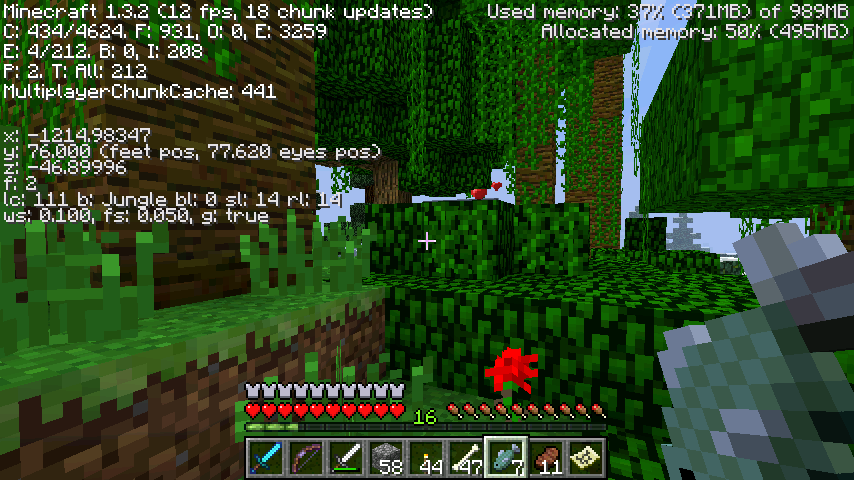 Minecraft 1.3.2 (12 fps, 18 chunk updates)
C: 434/4624, F: 931, O: 0, E: 3259
E: 4/212, B: 0, I: 208
P: 2, T: All: 212
MultiplayerChunkCache: 441
x: -1214.98347
y: 76.000 (feet pos, 77.620 eyes pos)
z: -46.89996
f: 2
lc: 111 b: Jungle bl: 0 sl: 14 rl: 14
ws: 0.100, fs: 0.050, g: true
Used memory: 37% (371MB) of 989MB
Allocated memory: 50% (495MB)
16
58 44 47 7 11